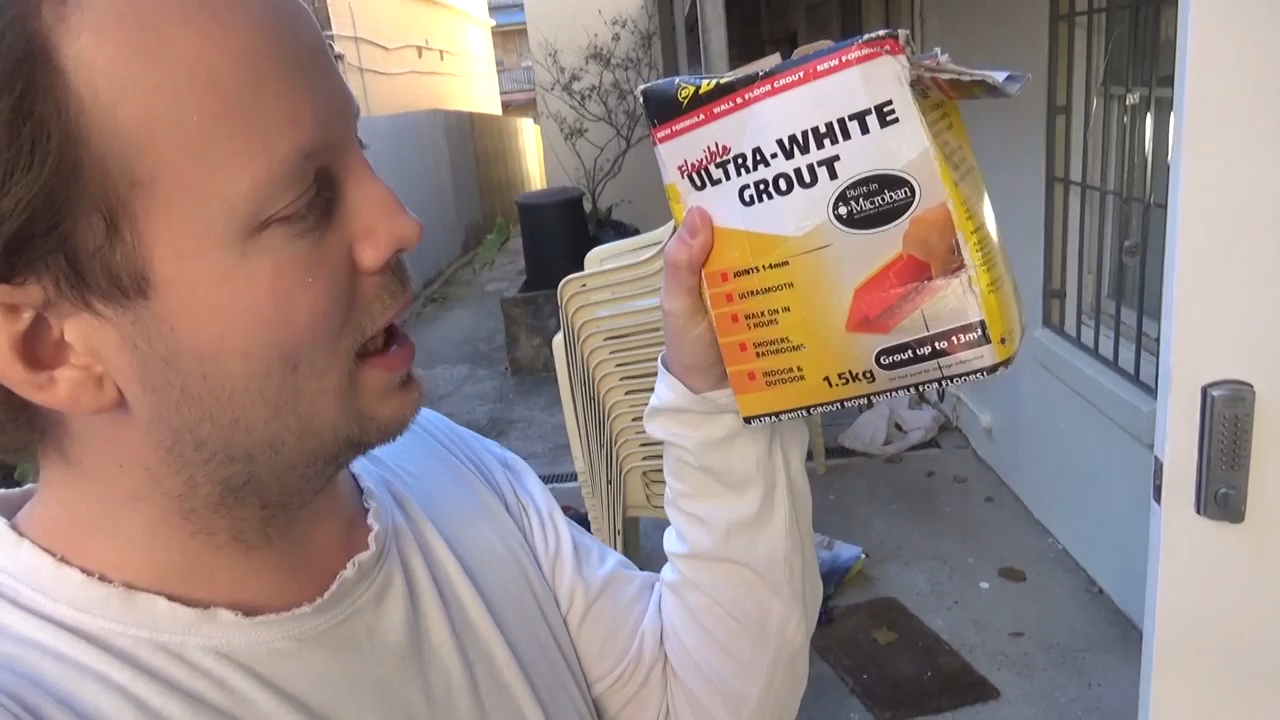 NEW FORMULA · WALL & FLOOR GROUT · NEW FORMULA
Flexible
ULTRA-WHITE
GROUT
built-in
Microban
JOINTS 1-4mm
ULTRASMOOTH
WALK ON IN
5 HOURS
SHOWERS,
BATHROOMS
INDOOR &
OUTDOOR
1.5kg
Grout up to 13m²
ULTRA-WHITE GROUT NOW SUITABLE FOR FLOORS!